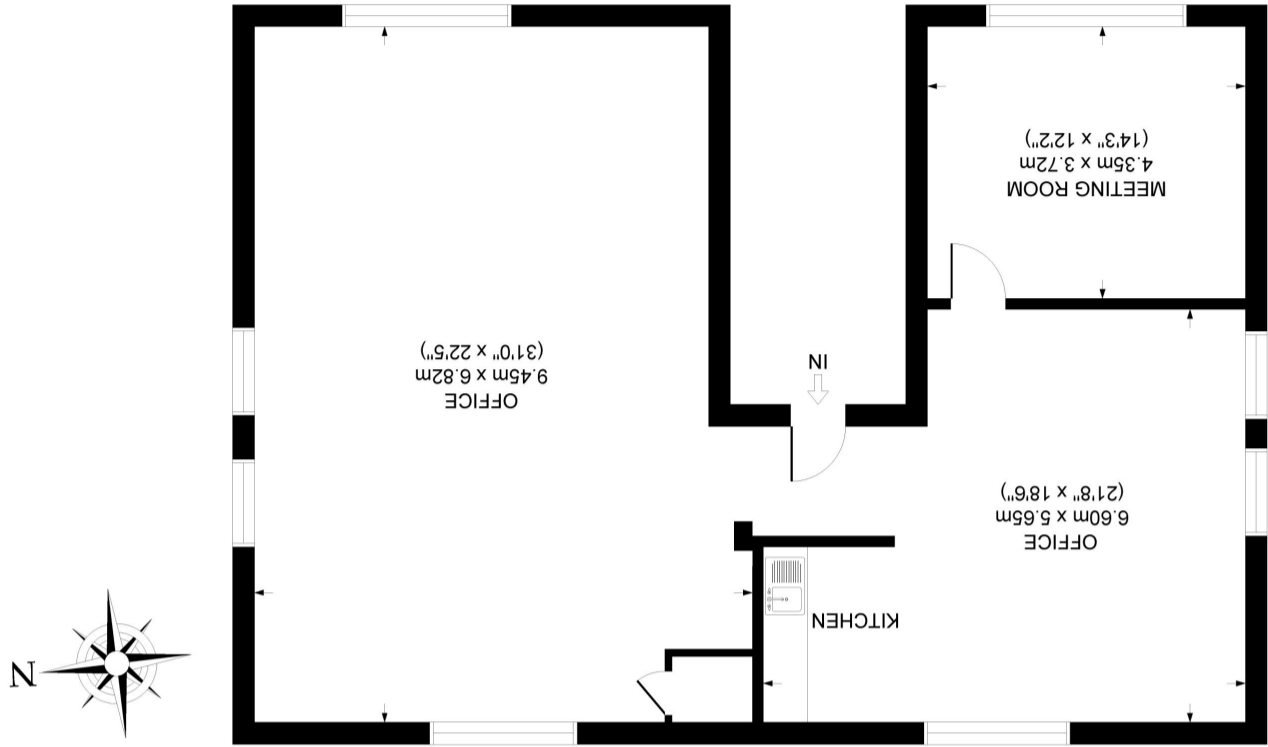 OFFICE
6.60m x 5.65m
(21'8" x 18'6")
KITCHEN
OFFICE
9.45m x 6.82m
(31'0" x 22'5")
IN
MEETING ROOM
4.35m x 3.72m
(14'3" x 12'2")
N